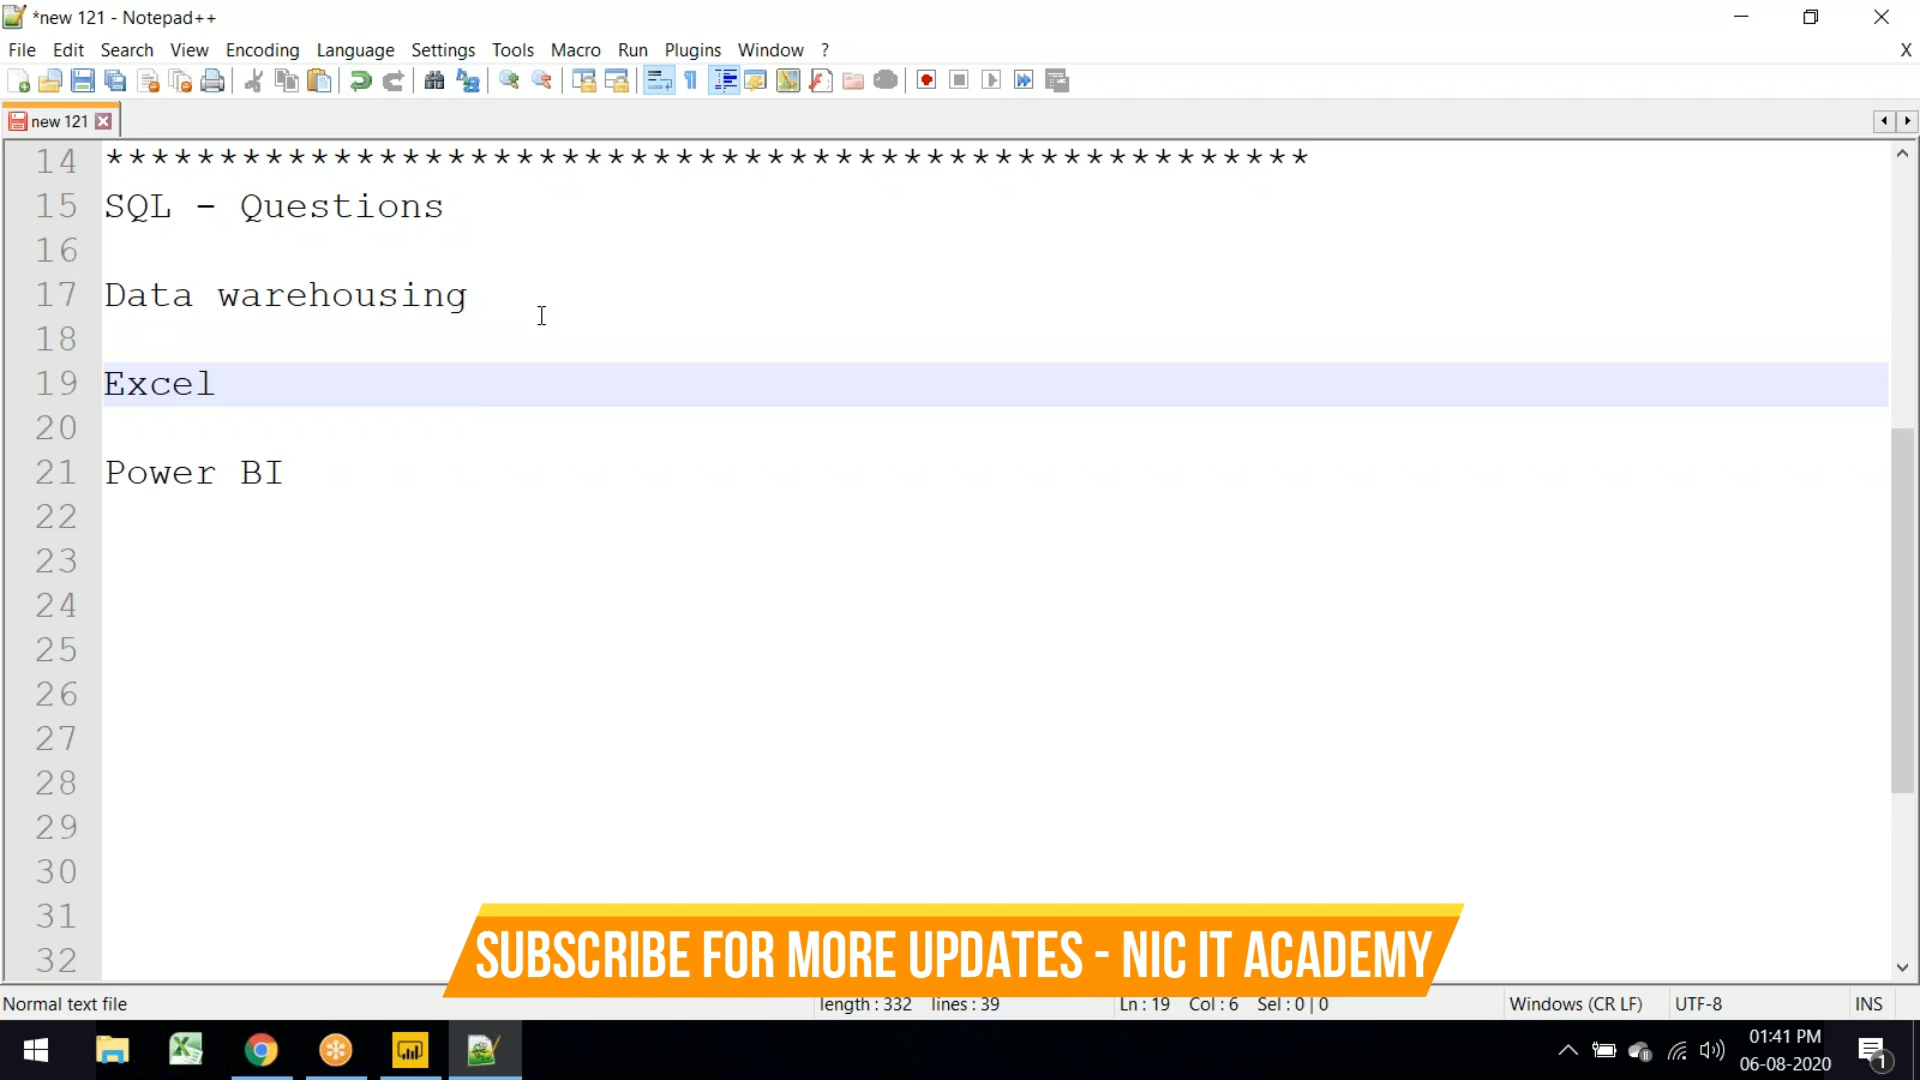 *new 121 - Notepad++
File Edit Search View Encoding Language Settings Tools Macro Run Plugins Window ? X
new 121
14 *****************************************************
15 SQL - Questions
16
17 Data warehousing
18
19 Excel
20
21 Power BI
22
23
24
25
26
27
28
29
30
31
32
SUBSCRIBE FOR MORE UPDATES - NIC IT ACADEMY
Normal text file length : 332 lines : 39 Ln : 19 Col : 6 Sel : 0 | 0 Windows (CR LF) UTF-8 INS
01:41 PM
06-08-2020
1